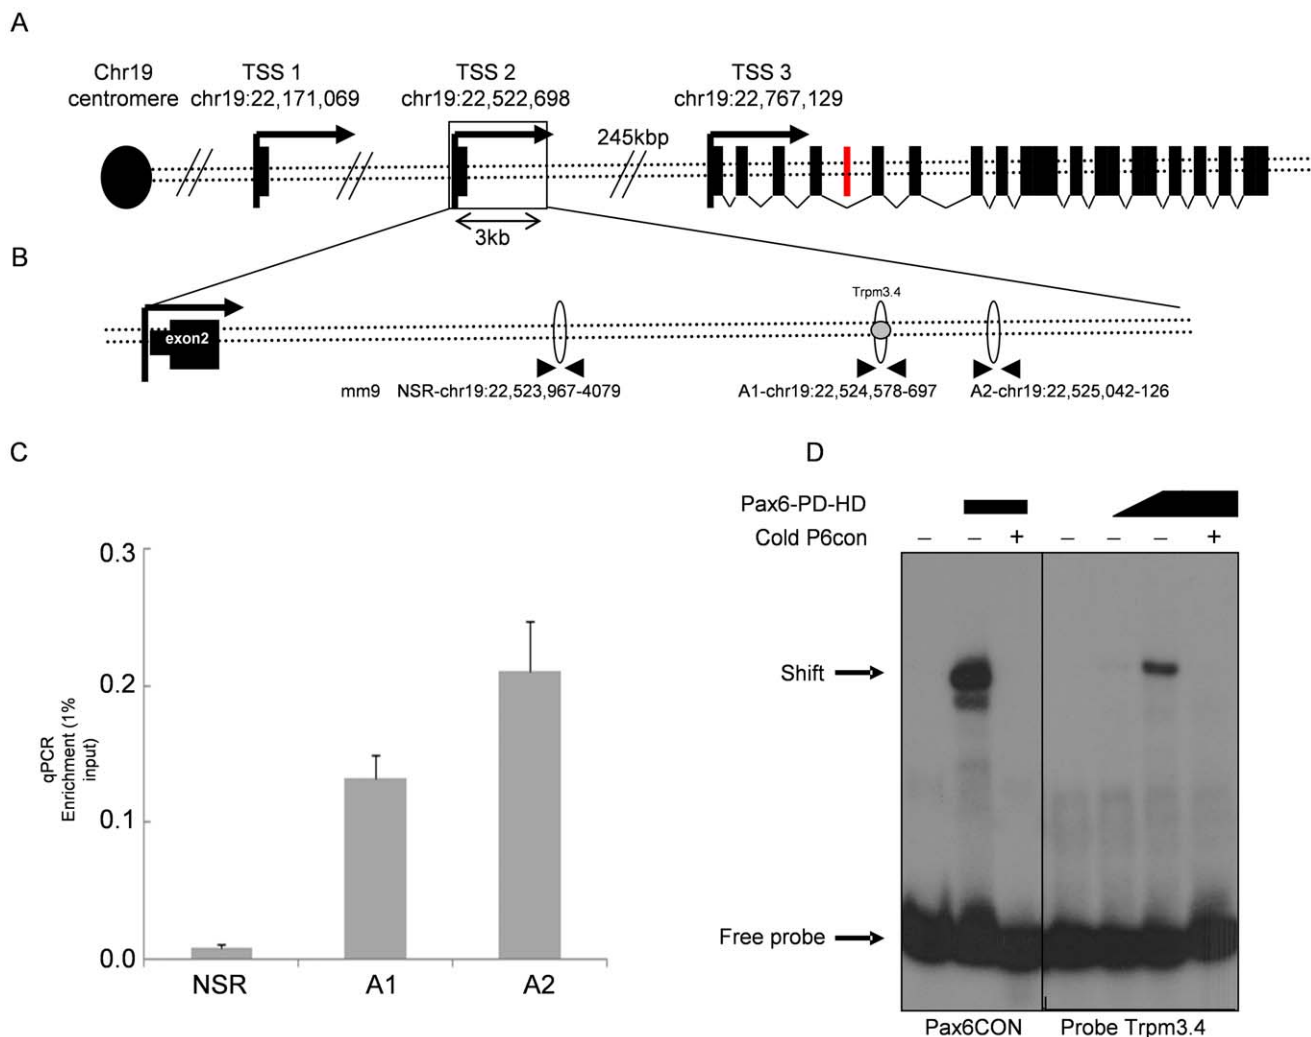 A
Chr19 centromere
TSS 1
chr19:22,171,069
TSS 2
chr19:22,522,698
TSS 3
chr19:22,767,129
245kbp
3kb
B
exon2
Trpm3.4
mm9
NSR-chr19:22,523,967-4079
A1-chr19:22,524,578-697
A2-chr19:22,525,042-126
C
qPCR
Enrichment (1%
input)
0.3
0.2
0.1
0.0
NSR
A1
A2
D
Pax6-PD-HD
Cold P6con
– – + – – – +
Shift
Free probe
Pax6CON
Probe Trpm3.4